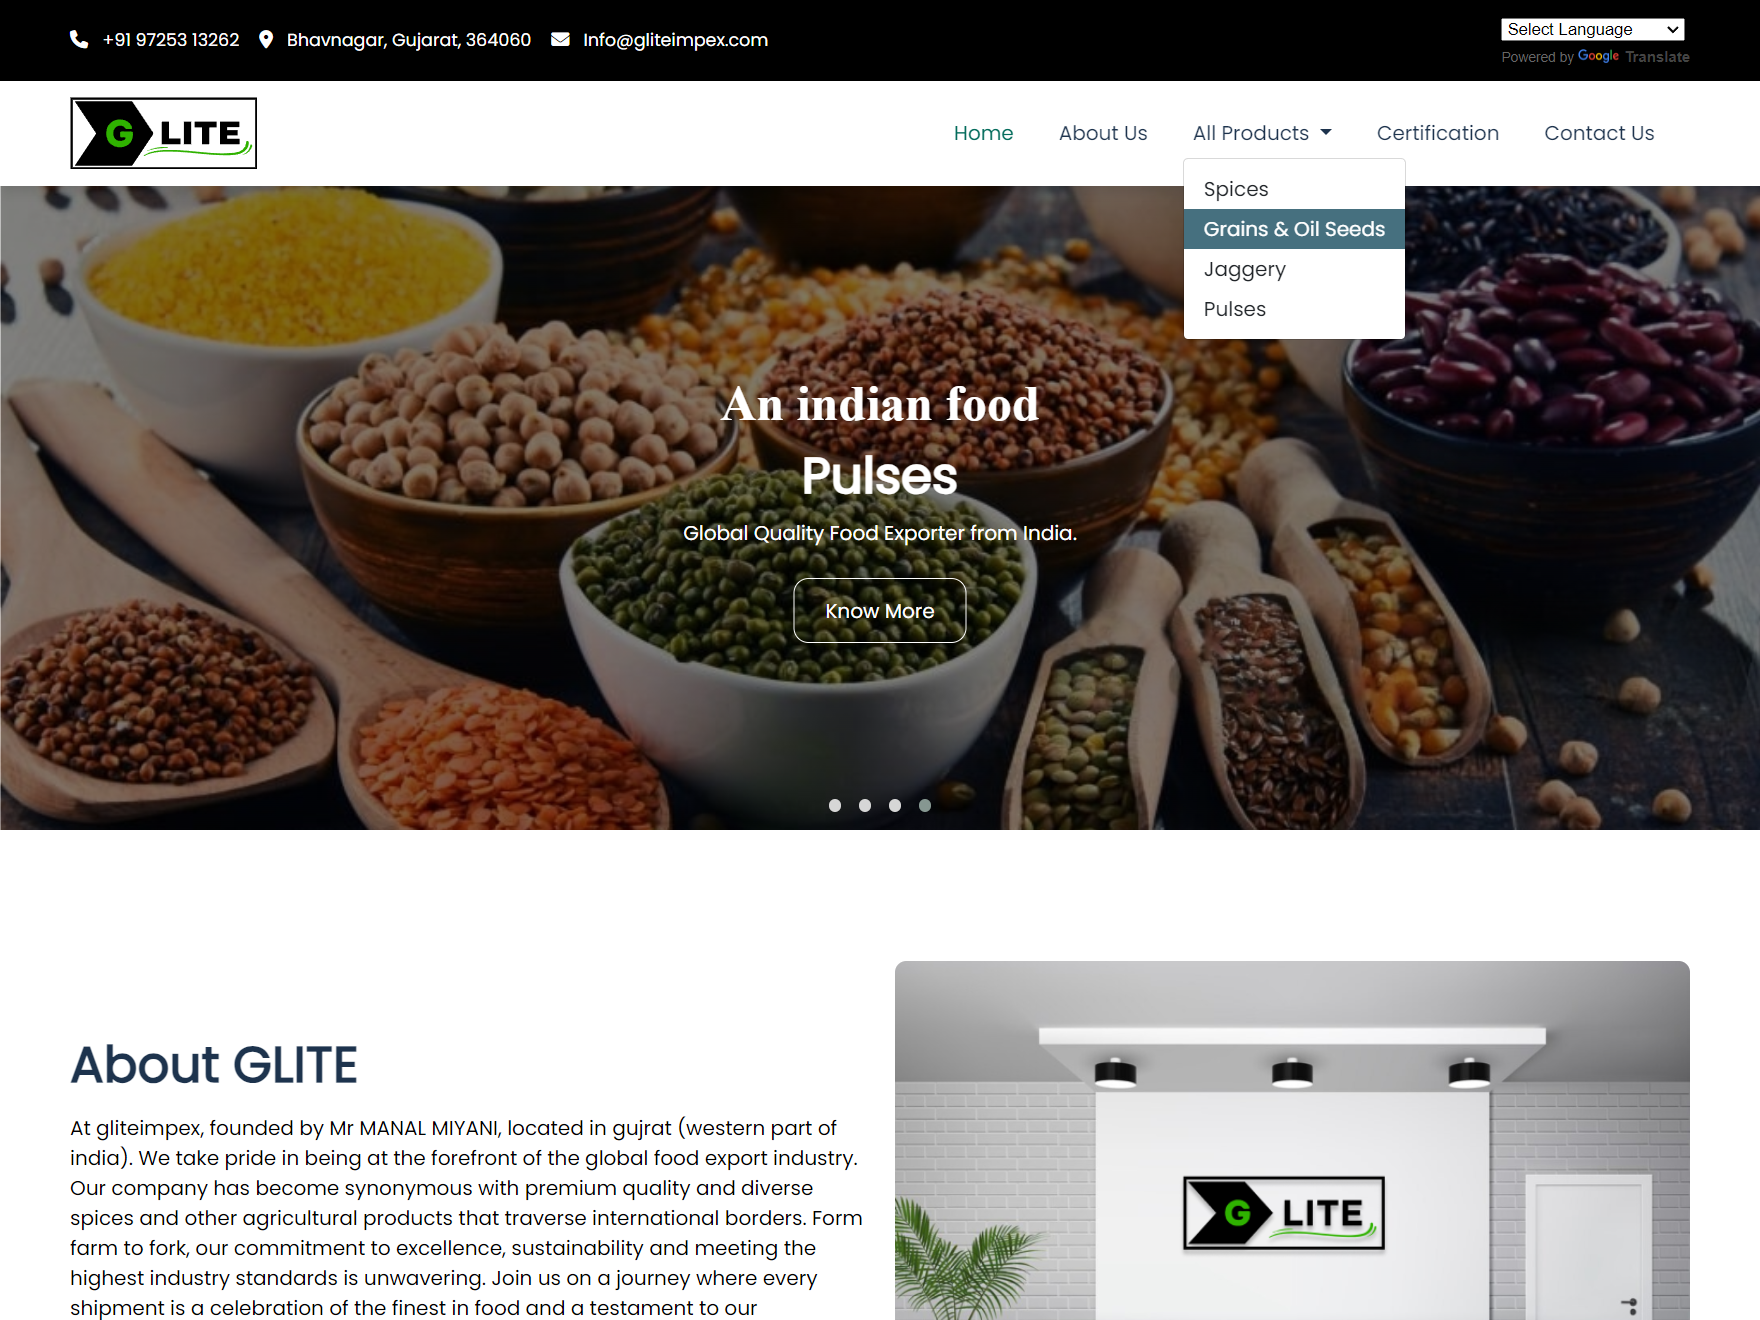 +91 97253 13262 Bhavnagar, Gujarat, 364060 Info@gliteimpex.com
Select Language
Powered by Google Translate
G LITE
Home About Us All Products Certification Contact Us
Spices
Grains & Oil Seeds
Jaggery
Pulses
An indian food
Pulses
Global Quality Food Exporter from India.
Know More
About GLITE
At gliteimpex, founded by Mr MANAL MIYANI, located in gujrat (western part of
india). We take pride in being at the forefront of the global food export industry.
Our company has become synonymous with premium quality and diverse
spices and other agricultural products that traverse international borders. Form
farm to fork, our commitment to excellence, sustainability and meeting the
highest industry standards is unwavering. Join us on a journey where every
shipment is a celebration of the finest in food and a testament to our
G LITE